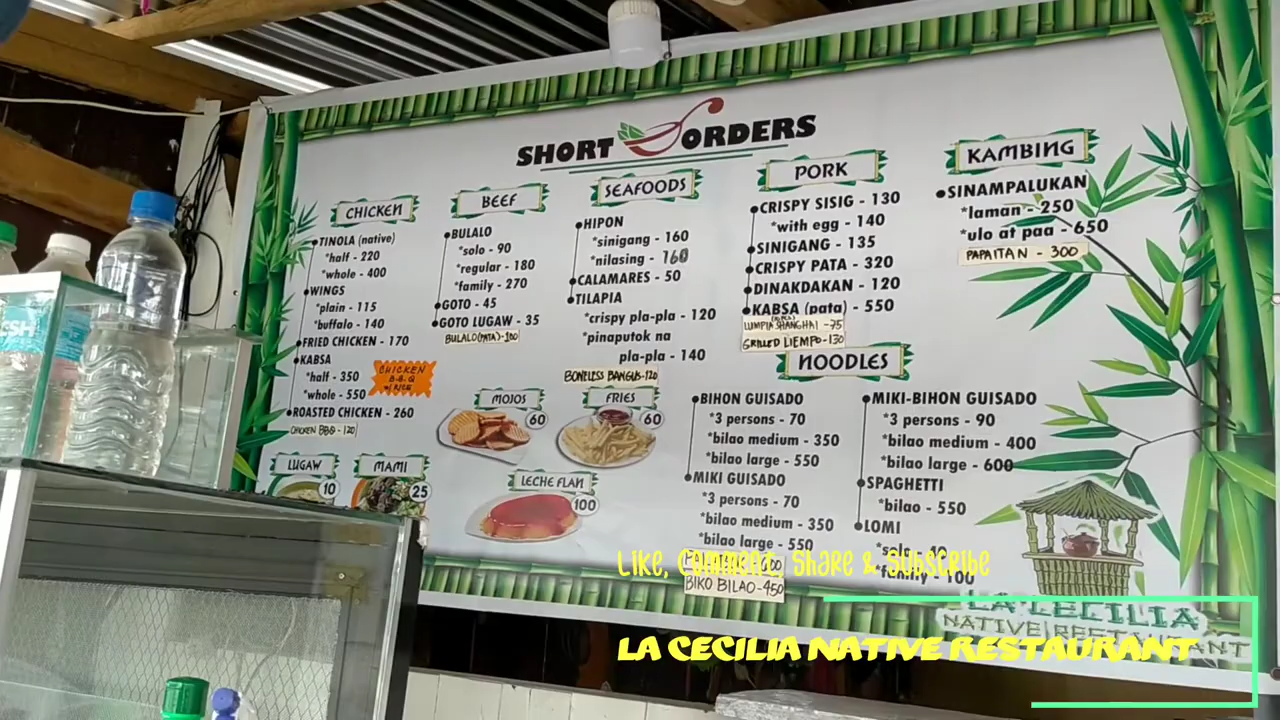 SHORT ORDERS
CHICKEN
TINOLA (native)
*half - 220
*whole - 400
WINGS
*plain - 115
*buffalo - 140
FRIED CHICKEN - 170
KABSA
*half - 350
*whole - 550
ROASTED CHICKEN - 260
CHICKEN BBQ - 120
CHICKEN
B.B.Q
w/ RICE
BEEF
BULALO
*solo - 90
*regular - 180
*family - 270
GOTO - 45
GOTO LUGAW - 35
BULALO (PATA) -
SEAFOODS
HIPON
*sinigang - 160
*nilasing - 160
CALAMARES - 50
TILAPIA
*crispy pla-pla - 120
*pinaputok na
pla-pla - 140
BONELESS BANGUS-120
PORK
CRISPY SISIG - 130
*with egg - 140
SINIGANG - 135
CRISPY PATA - 320
DINAKDAKAN - 120
KABSA (pata) - 550
LUMPIA SHANGHAI -75
GRILLED LIEMPO-130
KAMBING
SINAMPALUKAN
*laman - 250
*ulo at paa - 650
PAPAITAN - 300
MOJOS
60
FRIES
60
LUGAW
10
MAMI
25
LECHE FLAN
100
NOODLES
BIHON GUISADO
*3 persons - 70
*bilao medium - 350
*bilao large - 550
MIKI GUISADO
*3 persons - 70
*bilao medium - 350
*bilao large - 550
BIKO BILAO-450
MIKI-BIHON GUISADO
*3 persons - 90
*bilao medium - 400
*bilao large - 600
SPAGHETTI
*bilao - 550
LOMI
*solo - 40
*family - 100
Like, Comment, Share & Subscribe
LA CECILIA
NATIVE RESTAURANT
LA CECILIA NATIVE RESTAURANT